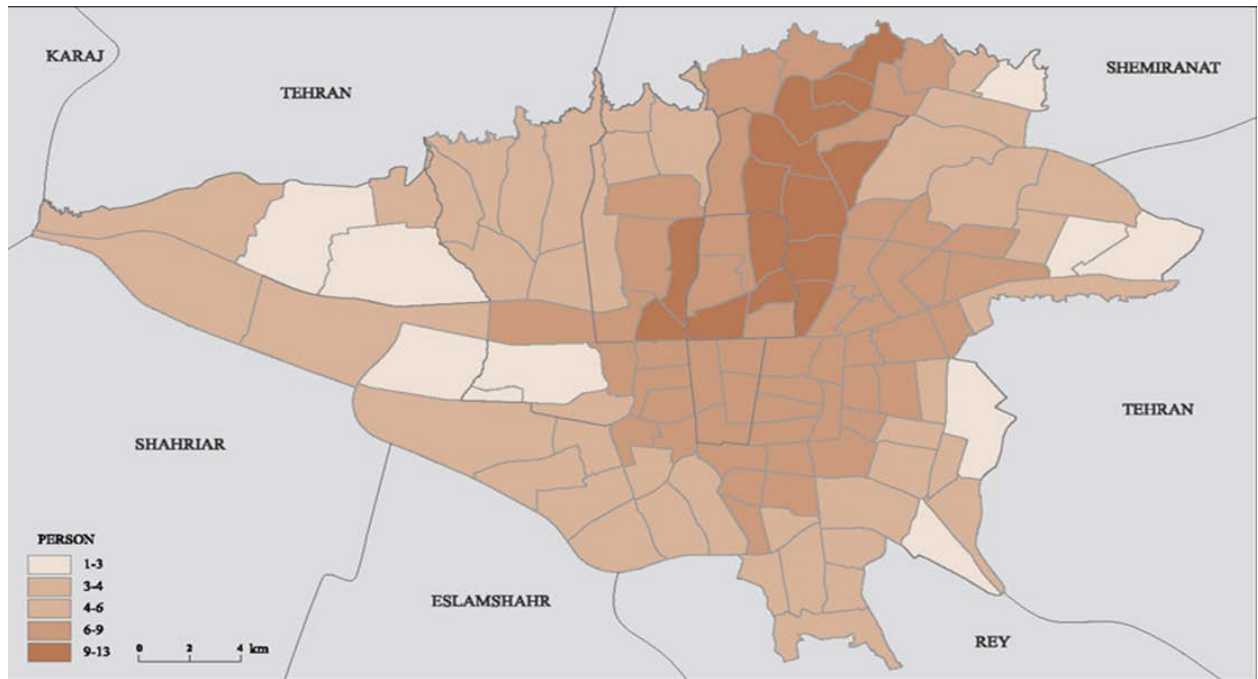 KARAJ
TEHRAN
SHEMIRANAT
TEHRAN
SHAHRIAR
ESLAMSHAHR
REY
PERSON
1-3
3-4
4-6
6-9
9-13
0 2 4 km